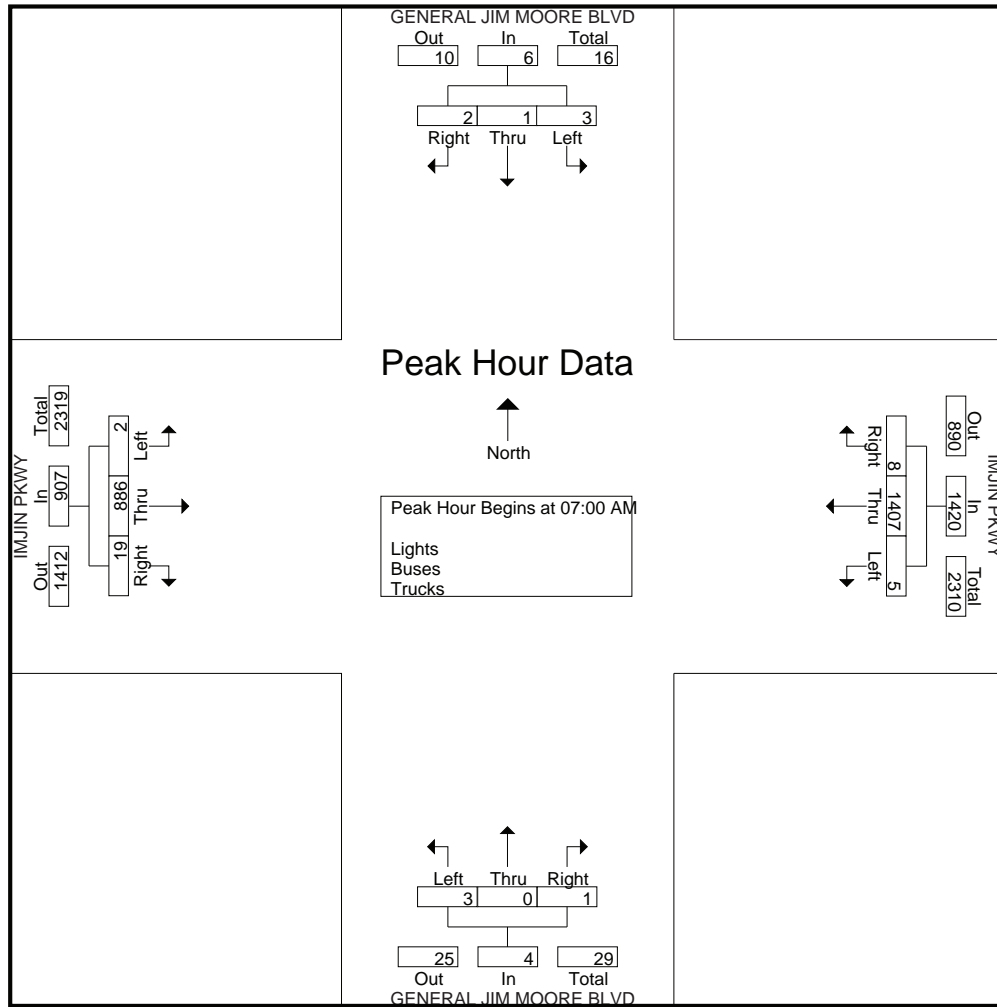 GENERAL JIM MOORE BLVD
Out In Total
10 6 16
2 1 3
Right Thru Left
Peak Hour Data
North
Peak Hour Begins at 07:00 AM
Lights
Buses
Trucks
IMJIN PKWY
Out In Total
1412 907 2319
19 886 2
Right Thru Left
IMJIN PKWY
Out In Total
890 1420 2310
8 1407 5
Right Thru Left
Left Thru Right
3 0 1
25 4 29
Out In Total
GENERAL JIM MOORE BLVD